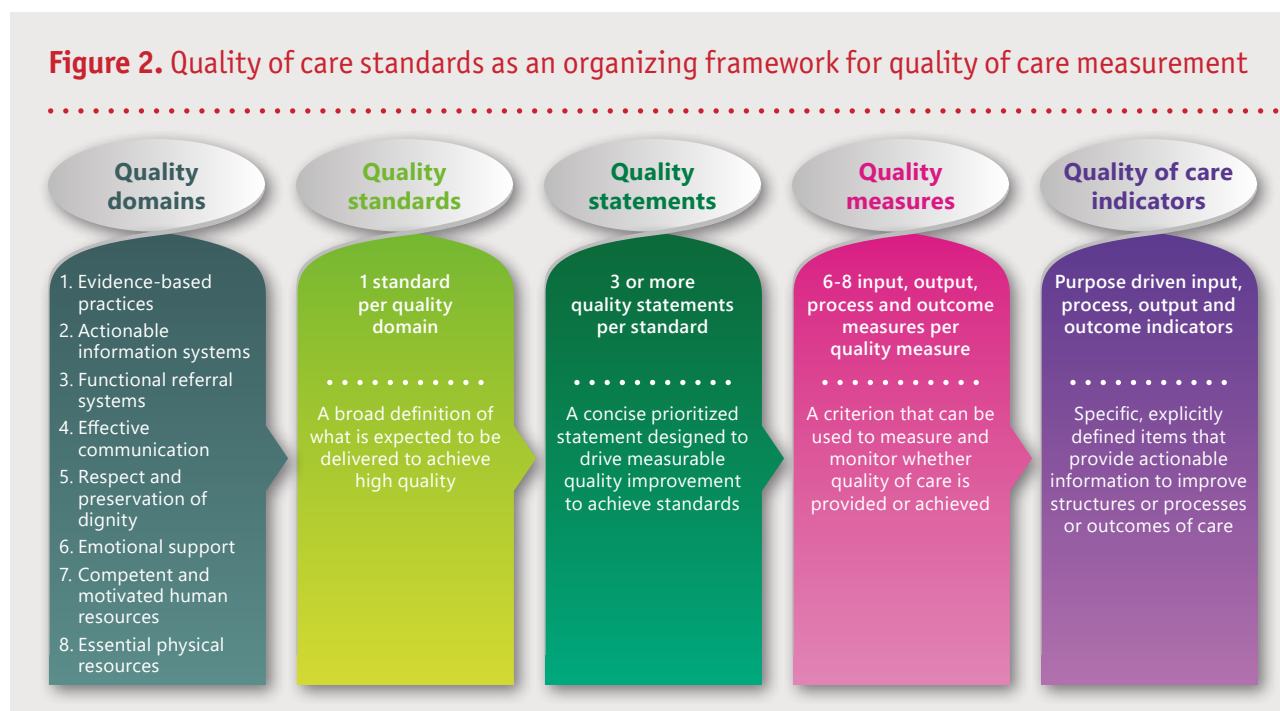 Figure 2. Quality of care standards as an organizing framework for quality of care measurement
Quality
domains
1. Evidence-based
practices
2. Actionable
information systems
3. Functional referral
systems
4. Effective
communication
5. Respect and
preservation of
dignity
6. Emotional support
7. Competent and
motivated human
resources
8. Essential physical
resources
Quality
standards
1 standard
per quality
domain
A broad definition of
what is expected to be
delivered to achieve
high quality
Quality
statements
3 or more
quality statements
per standard
A concise prioritized
statement designed to
drive measurable
quality improvement
to achieve standards
Quality
measures
6-8 input, output,
process and outcome
measures per
quality measure
A criterion that can be
used to measure and
monitor whether
quality of care is
provided or achieved
Quality of care
indicators
Purpose driven input,
process, output and
outcome indicators
Specific, explicitly
defined items that
provide actionable
information to improve
structures or processes
or outcomes of care